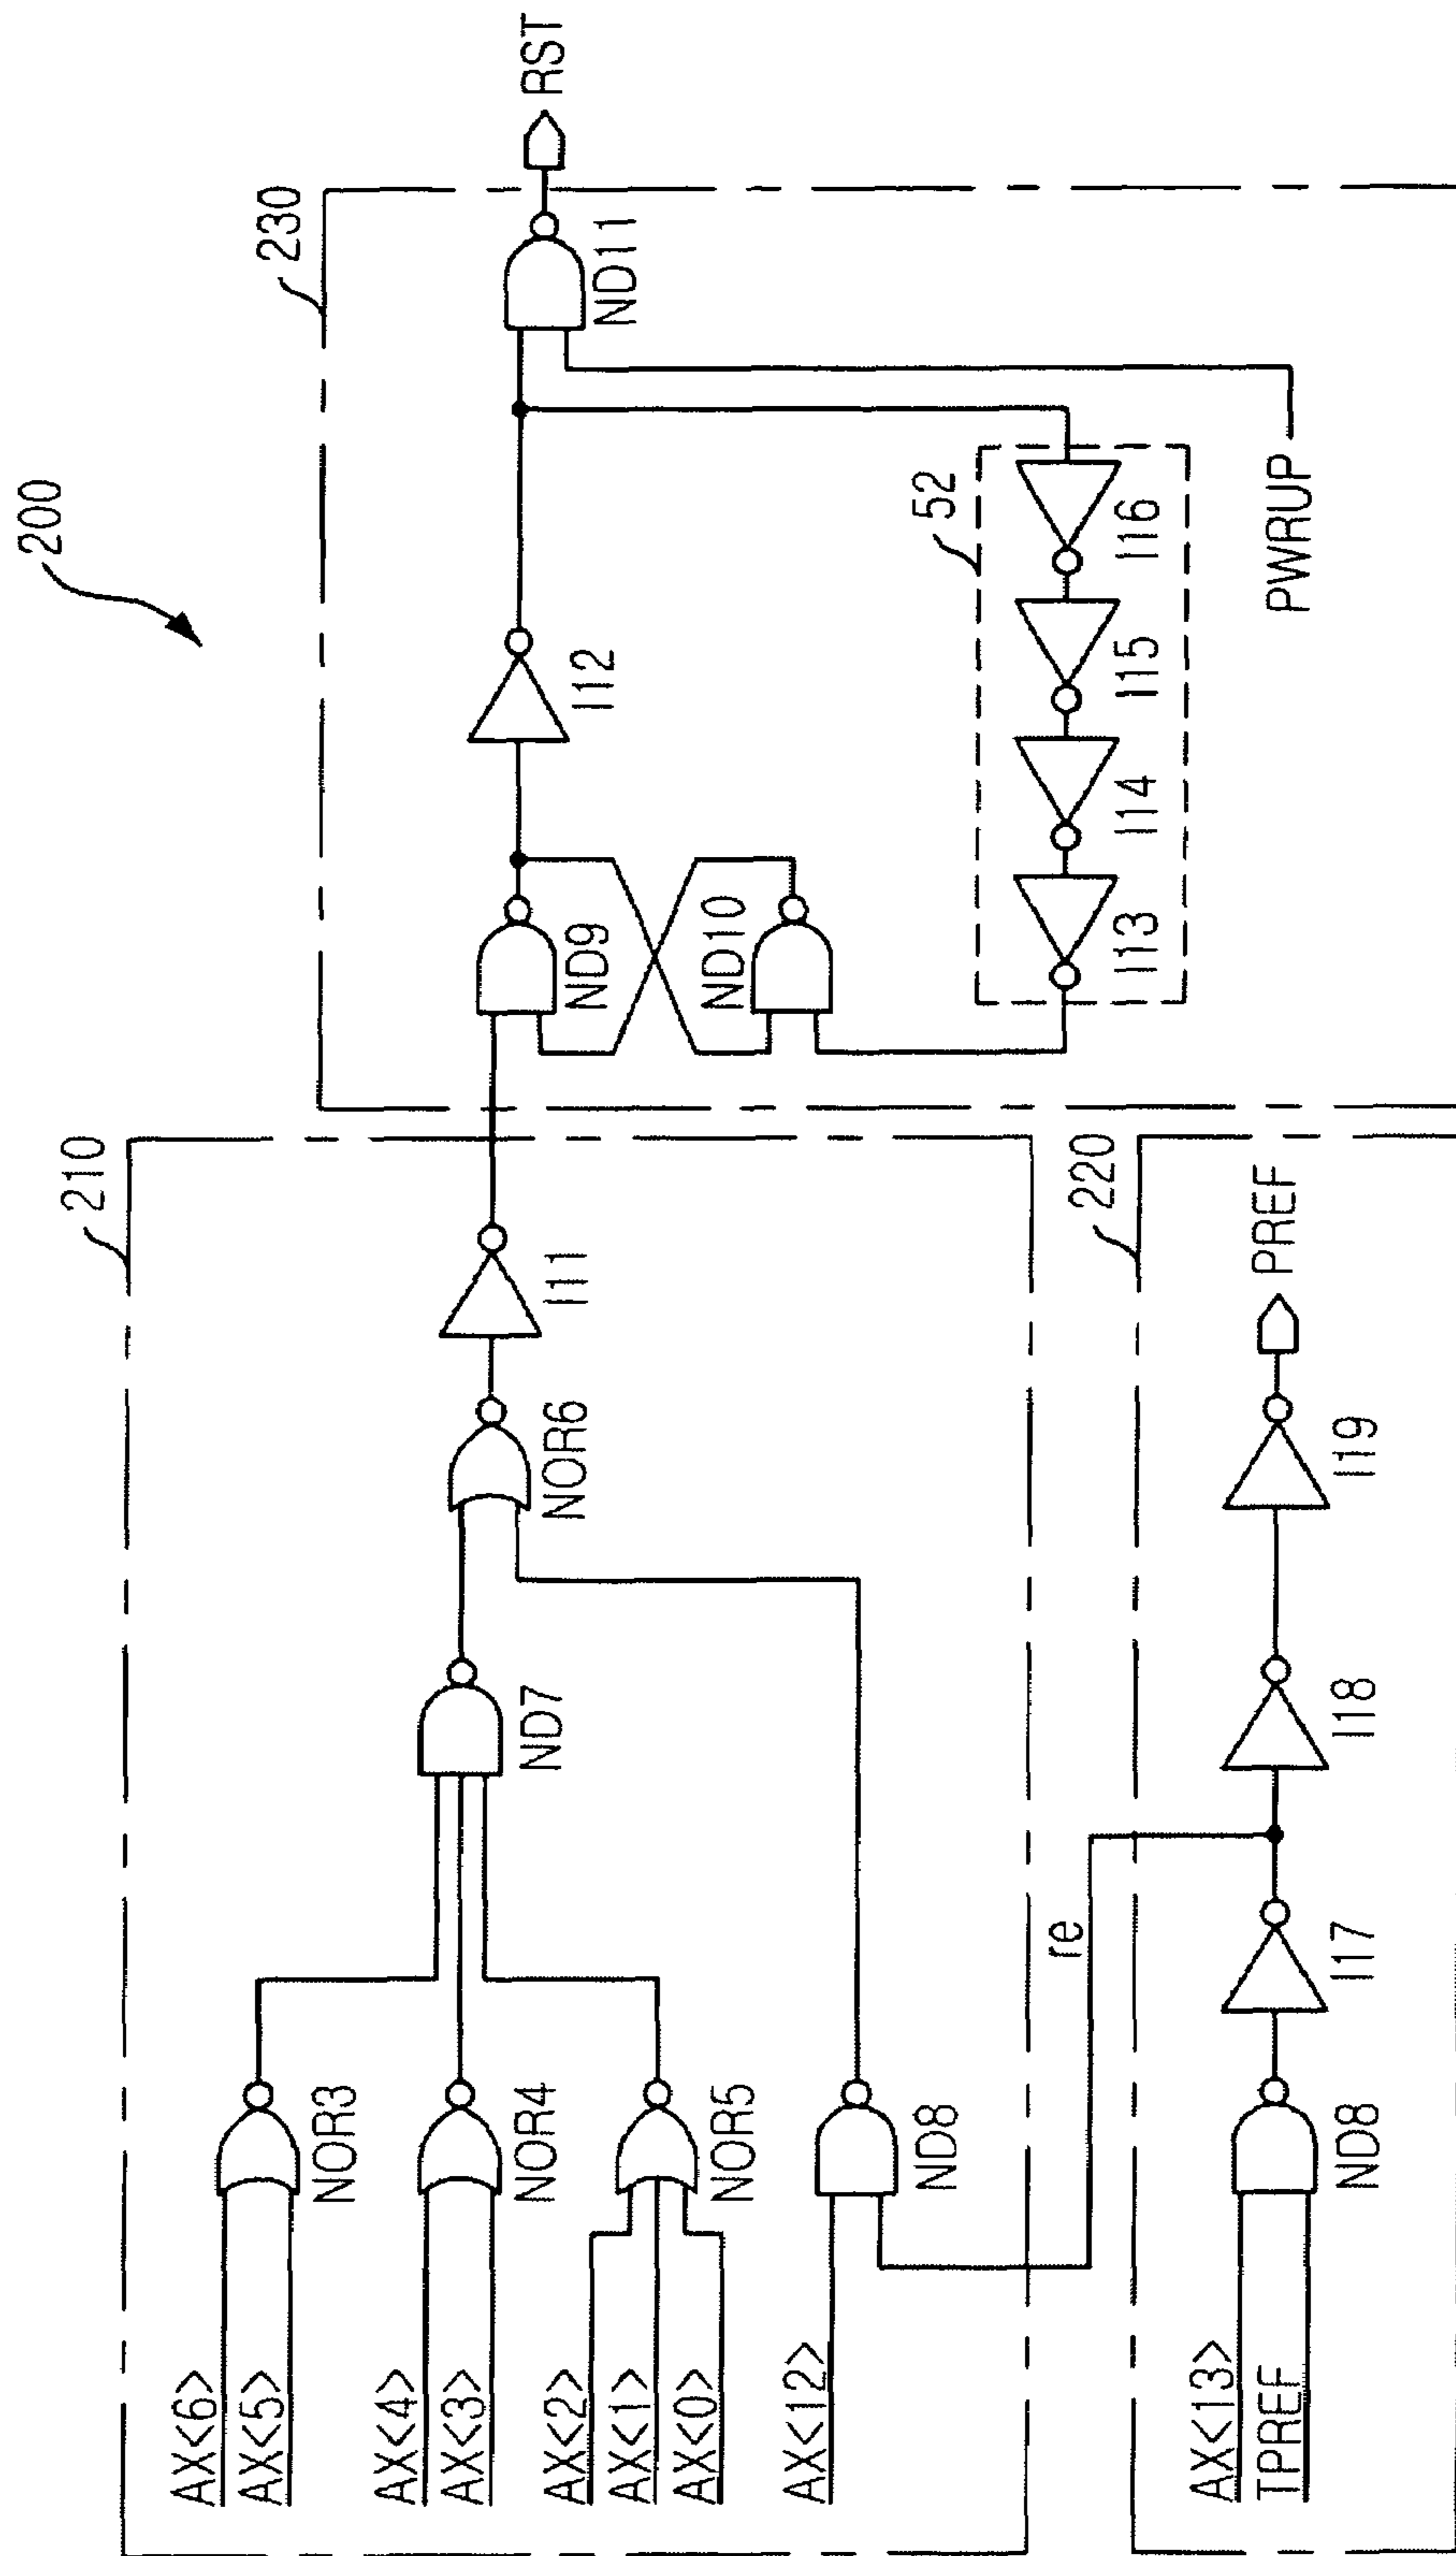 200
210
AX<6>
AX<5>
NOR3
AX<4>
AX<3>
NOR4
AX<2>
AX<1>
AX<0>
NOR5
AX<12>
ND8
ND7
NOR6
I11
re
220
AX<13>
TPREF
ND8
I17
I18
I19
PREF
230
ND9
ND10
I12
52
I13
I14
I15
I16
PWRUP
ND11
RST